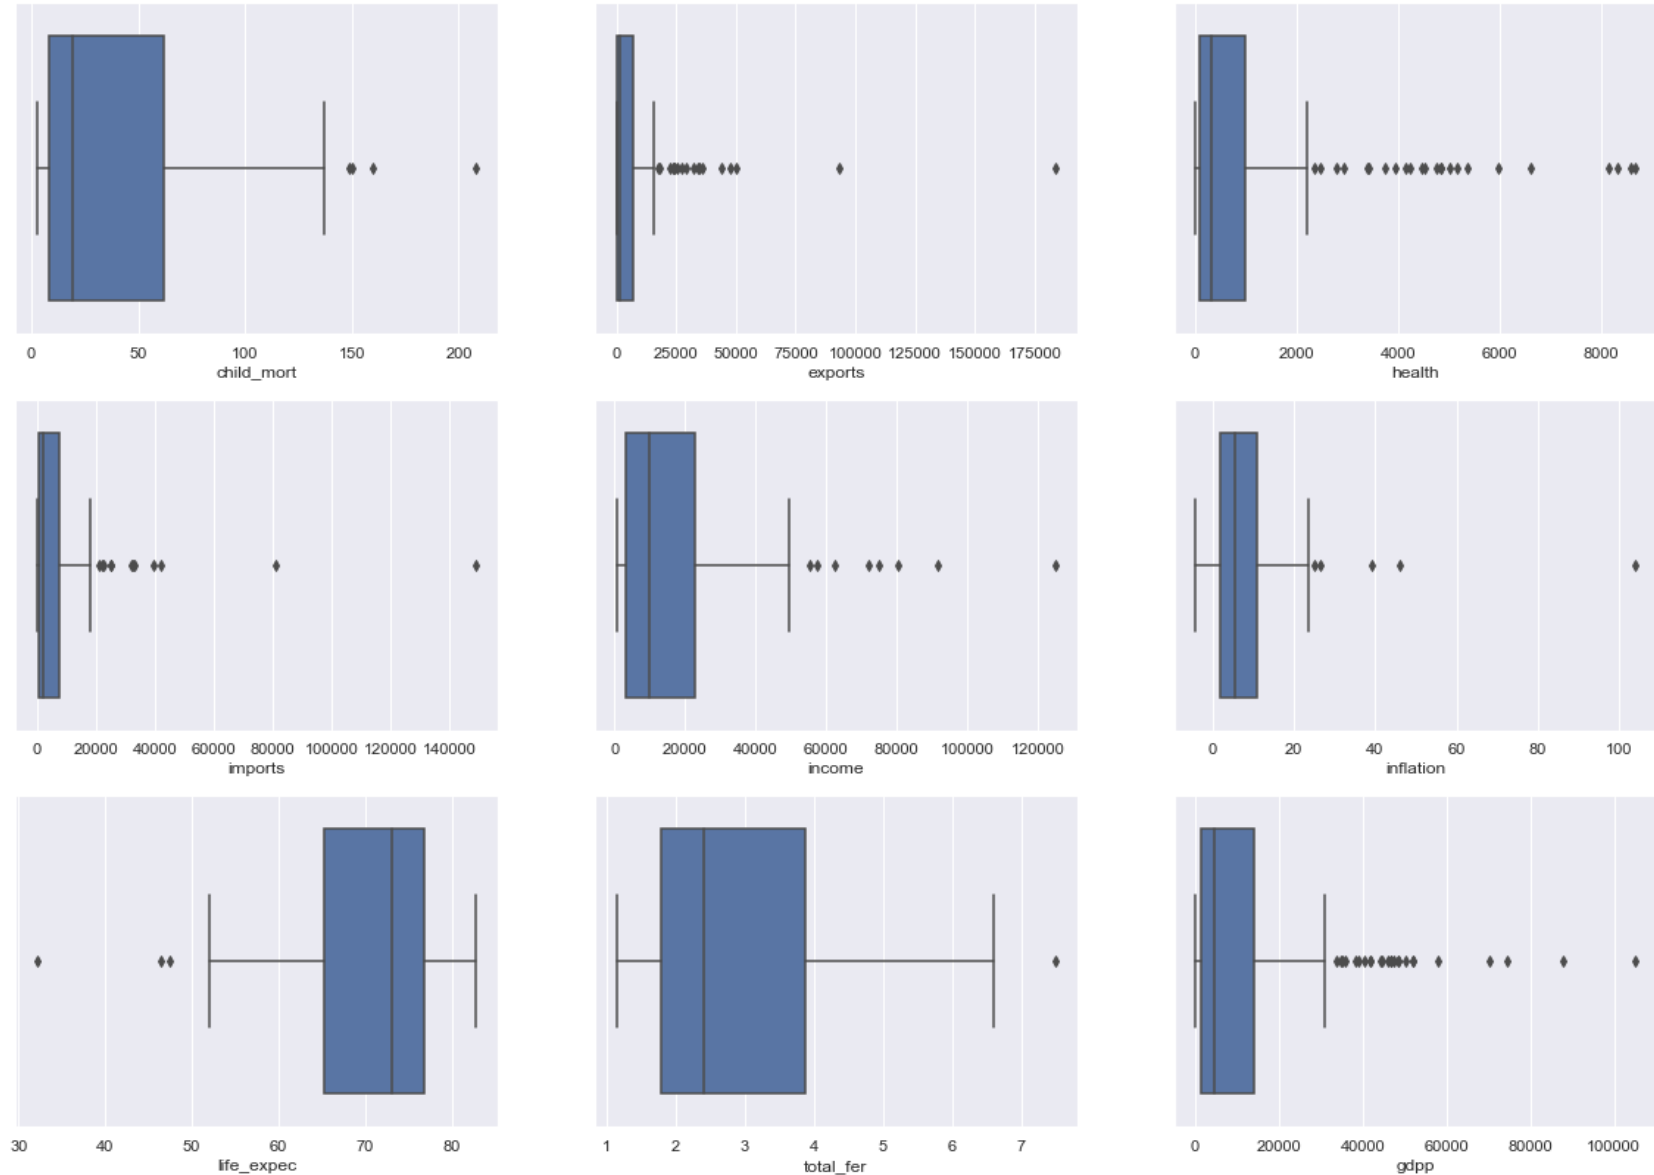 0 50 100 150 200
child_mort
0 25000 50000 75000 100000 125000 150000 175000
exports
0 2000 4000 6000 8000
health
0 20000 40000 60000 80000 100000 120000 140000
imports
0 20000 40000 60000 80000 100000 120000
income
0 20 40 60 80 100
inflation
30 40 50 60 70 80
life_expec
1 2 3 4 5 6 7
total_fer
0 20000 40000 60000 80000 100000
gdpp